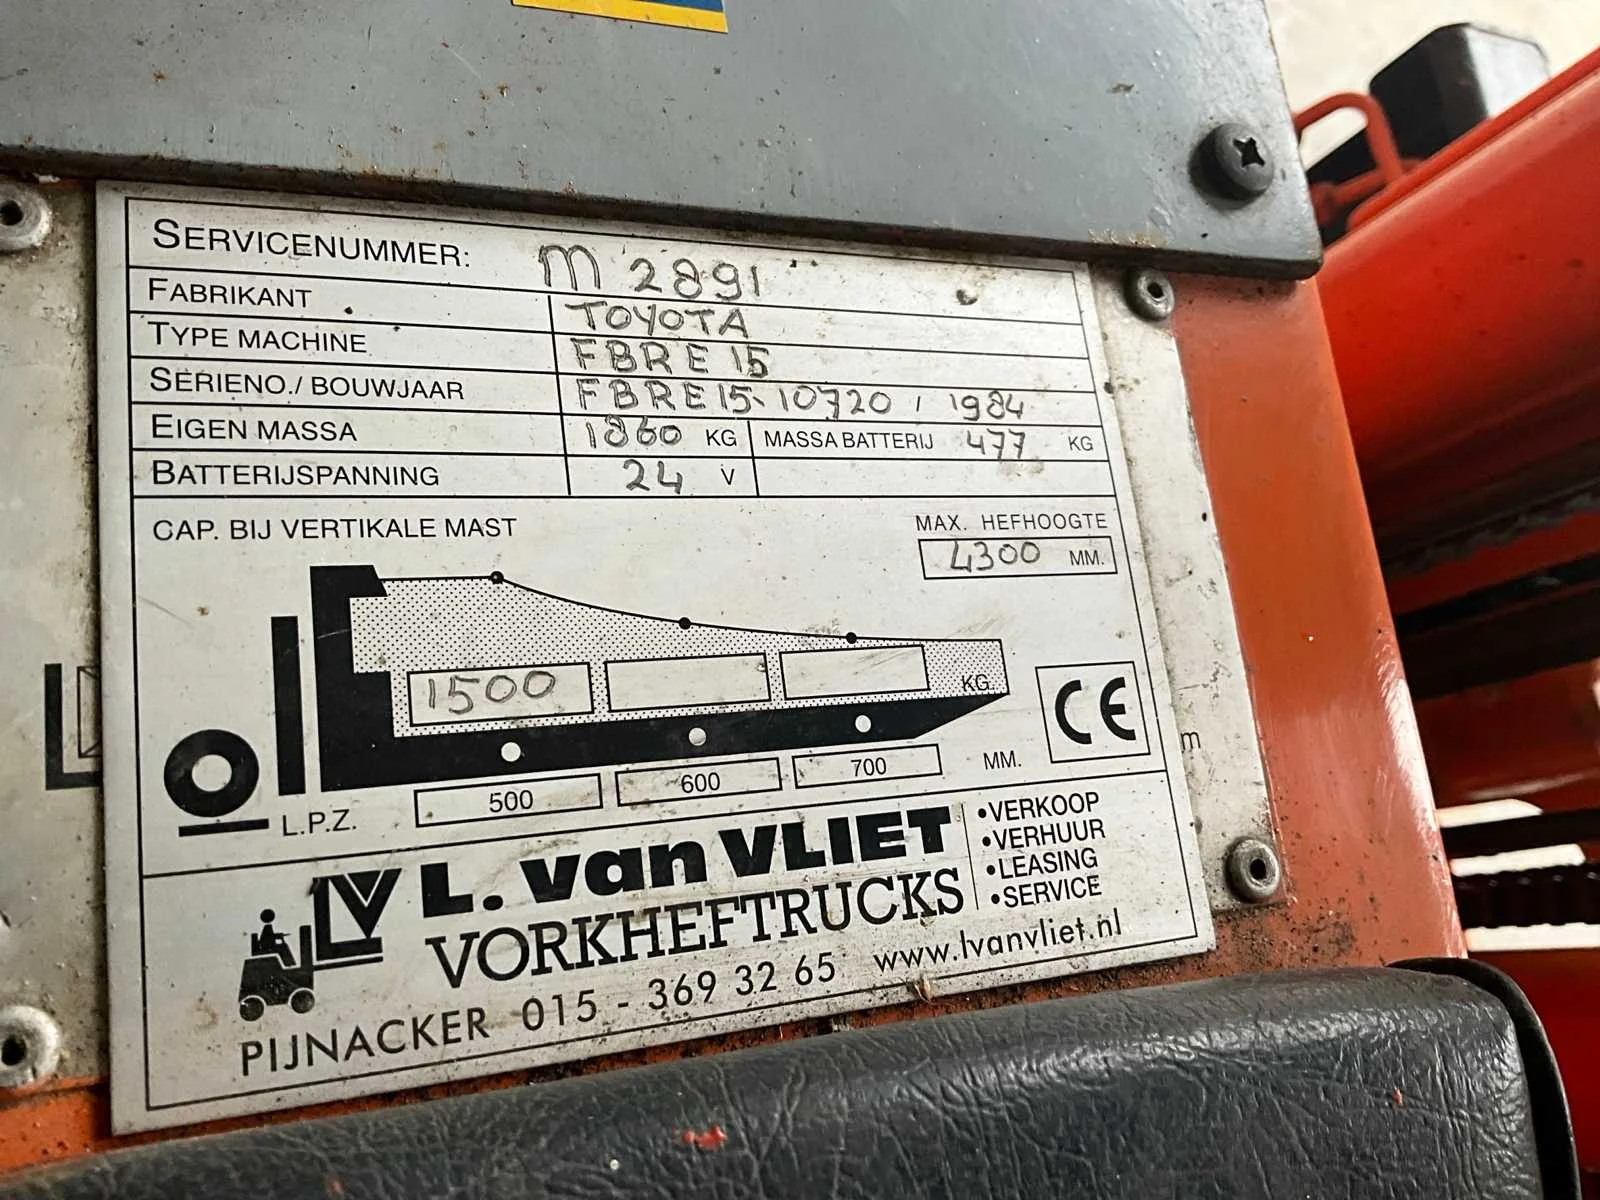 SERVICENUMMER: M 2891
FABRIKANT TOYOTA
TYPE MACHINE FBRE 15
SERIENO./ BOUWJAAR FBRE15-10720 / 1984
EIGEN MASSA 1860 KG MASSA BATTERIJ 477 KG
BATTERIJSPANNING 24 V
CAP. BIJ VERTIKALE MAST
MAX. HEFHOOGTE
4300 MM.
1500 KG
500 600 700 MM.
L.P.Z.
CE
LV L. van VLIET
VORKHEFTRUCKS
•VERKOOP
•VERHUUR
•LEASING
•SERVICE
PIJNACKER 015 - 369 32 65 www.lvanvliet.nl
m